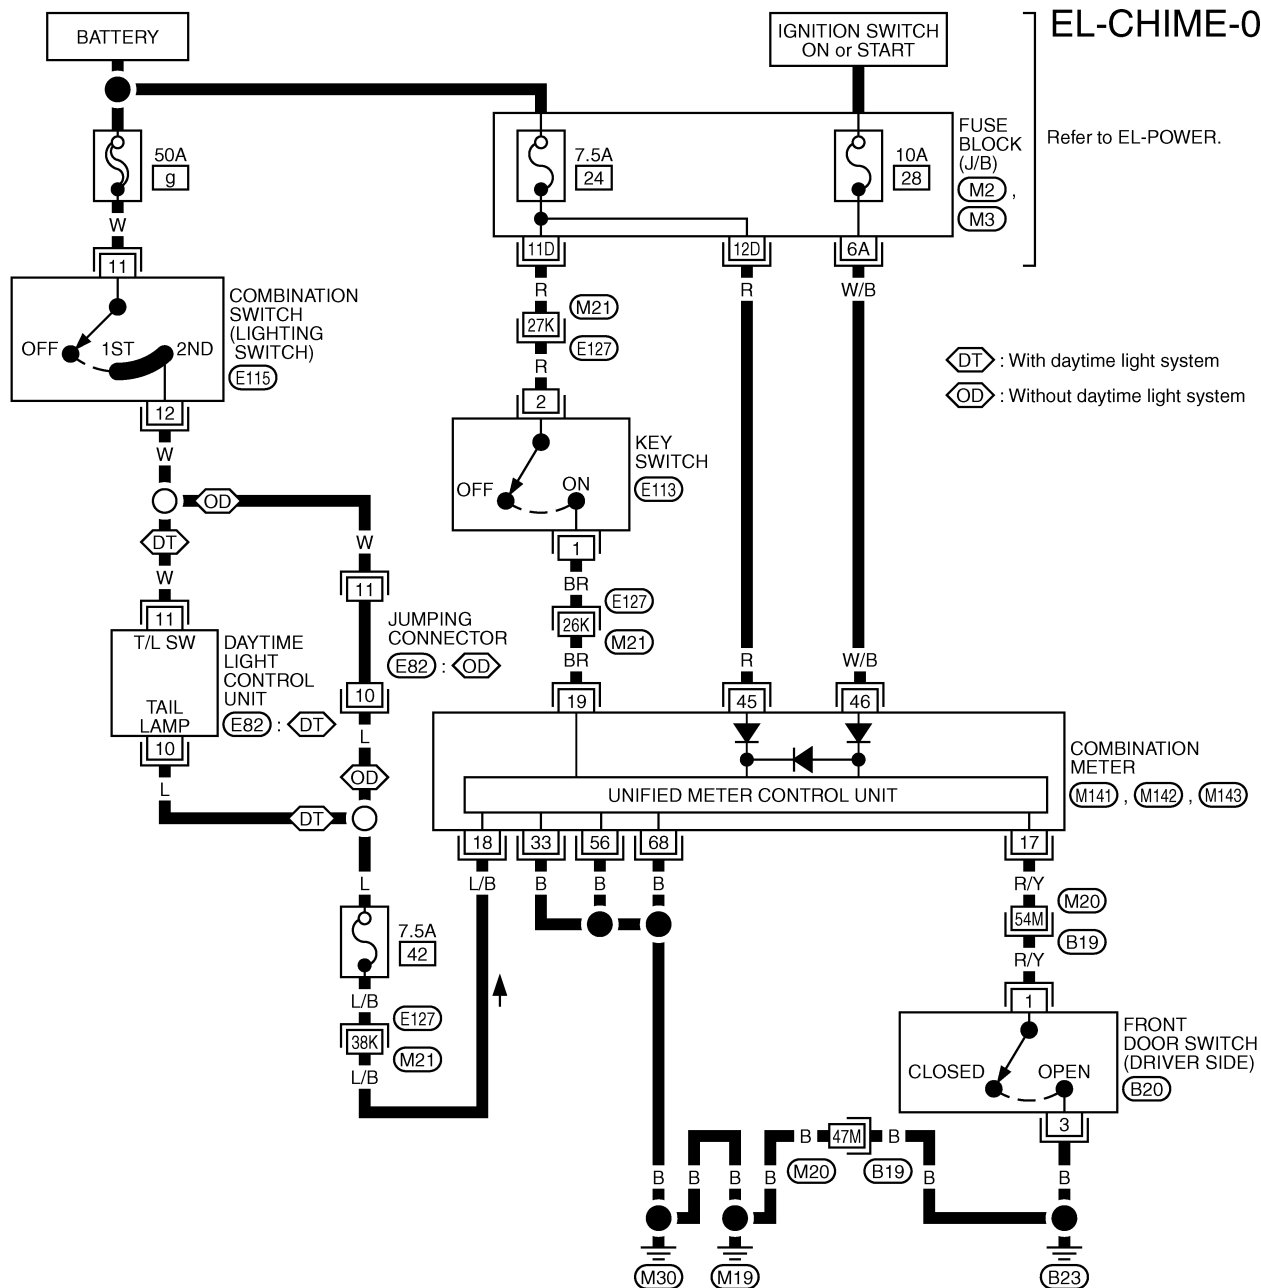 EL-CHIME-0
BATTERY
IGNITION SWITCH
ON or START
50A
g
7.5A
24
10A
28
FUSE
BLOCK
(J/B)
M2 ,
M3
Refer to EL-POWER.
W
11
11D
12D
6A
R
R
W/B
M21
27K
E127
R
COMBINATION
SWITCH
(LIGHTING
SWITCH)
E115
OFF
1ST
2ND
12
W
DT : With daytime light system
OD : Without daytime light system
2
KEY
SWITCH
E113
OFF
ON
1
BR
E127
26K
M21
BR
R
W/B
OD
DT
W
W
11
11
T/L SW
TAIL
LAMP
10
DAYTIME
LIGHT
CONTROL
UNIT
E82 : DT
JUMPING
CONNECTOR
E82 : OD
10
L
OD
L
DT
19
45
46
COMBINATION
METER
M141 , M142 , M143
UNIFIED METER CONTROL UNIT
18
33
56
68
17
L
L/B
B
B
B
R/Y
7.5A
42
M20
54M
B19
R/Y
L/B
E127
38K
M21
L/B
1
FRONT
DOOR SWITCH
(DRIVER SIDE)
B20
CLOSED
OPEN
3
B
47M
B
M20
B19
B
B
B
B
B
B
M30
M19
B23